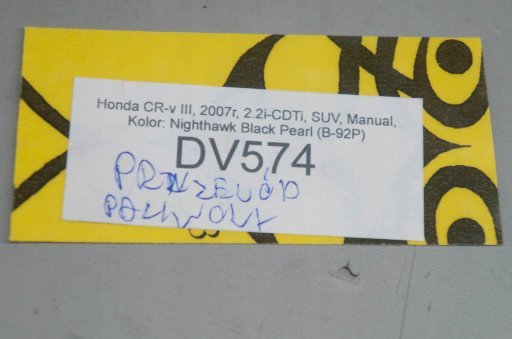 Honda CR-v III, 2007r, 2.2i-CDTi, SUV, Manual,
Kolor: Nighthawk Black Pearl (B-92P)
DV574
PRZEWÓD
PALIWOWY